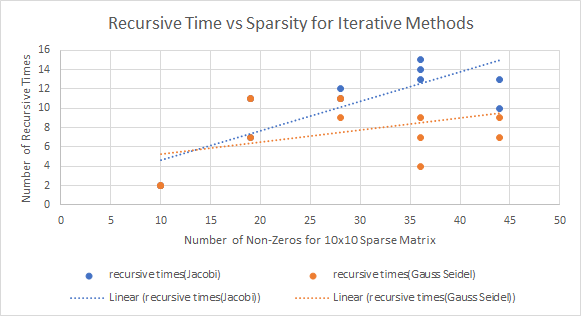 Recursive Time vs Sparsity for Iterative Methods
Number of Recursive Times
16
14
12
10
8
6
4
2
0
0 5 10 15 20 25 30 35 40 45 50
Number of Non-Zeros for 10x10 Sparse Matrix
recursive times(Jacobi) recursive times(Gauss Seidel)
Linear (recursive times(Jacobi)) Linear (recursive times(Gauss Seidel))